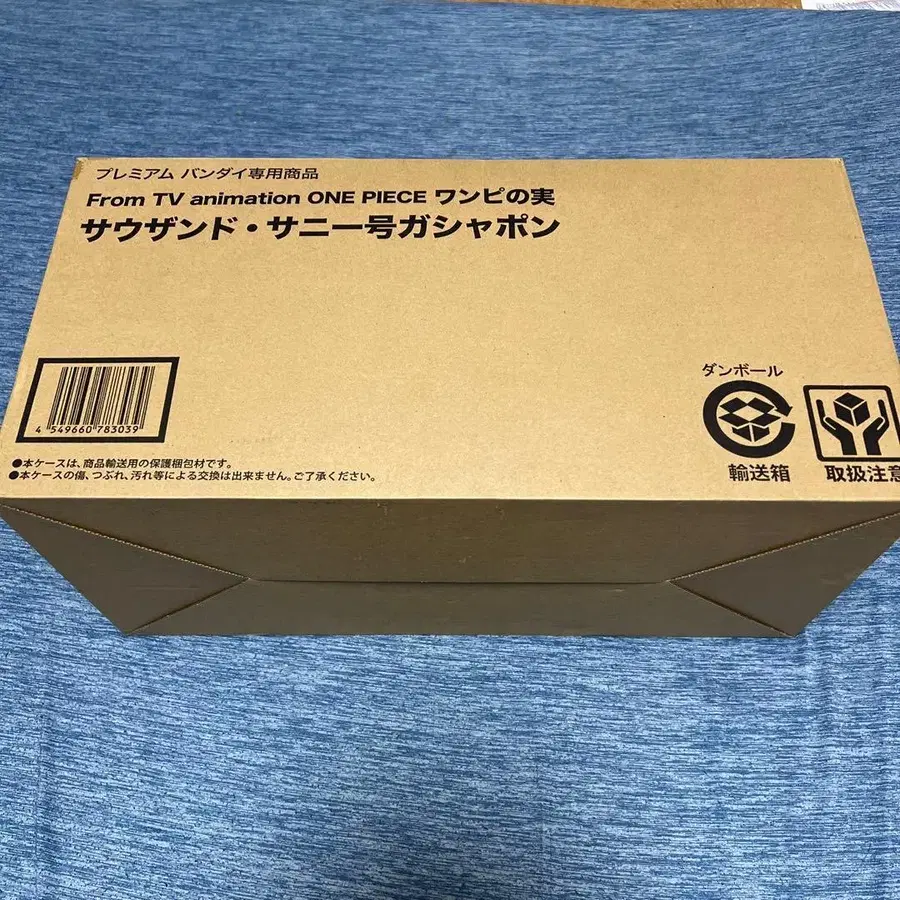 プレミアム バンダイ専用商品
From TV animation ONE PIECE ワンピの実
サウザンド・サニー号ガシャポン
4 549660 783039
●本ケースは、商品輸送用の保護梱包材です。
●本ケースの傷、つぶれ、汚れ等による交換は出来ません。ご了承ください。
ダンボール
輸送箱
取扱注意